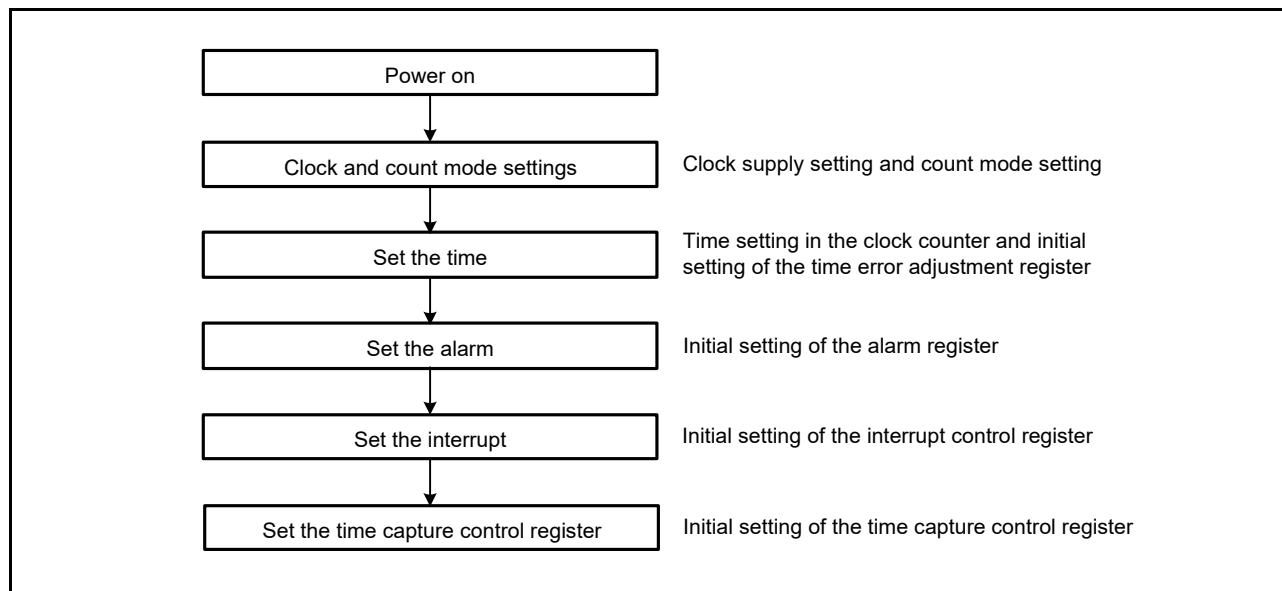 Power on
Clock and count mode settings
Clock supply setting and count mode setting
Set the time
Time setting in the clock counter and initial
setting of the time error adjustment register
Set the alarm
Initial setting of the alarm register
Set the interrupt
Initial setting of the interrupt control register
Set the time capture control register
Initial setting of the time capture control register